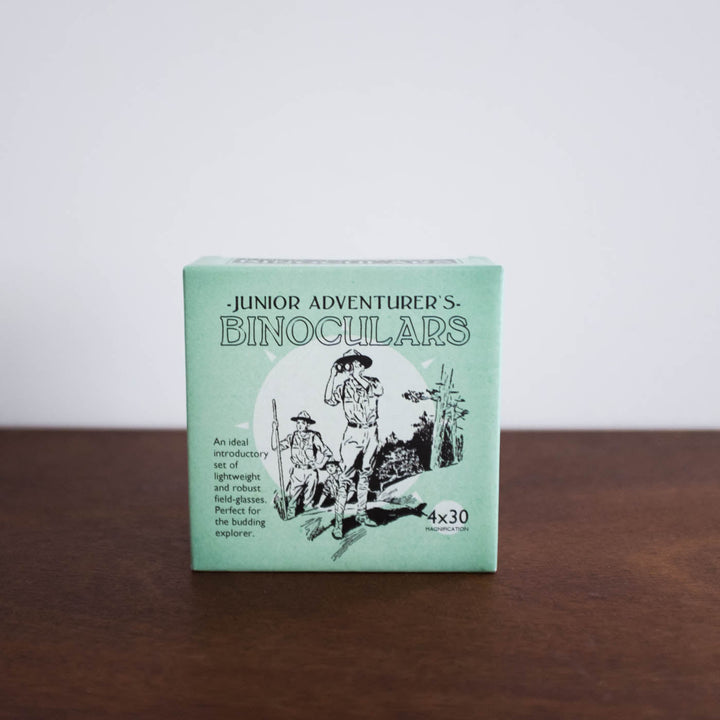 -JUNIOR ADVENTURER'S-
BINOCULARS
An ideal
introductory
set of
lightweight
and robust
field-glasses.
Perfect for
the budding
explorer.
4x30
MAGNIFICATION